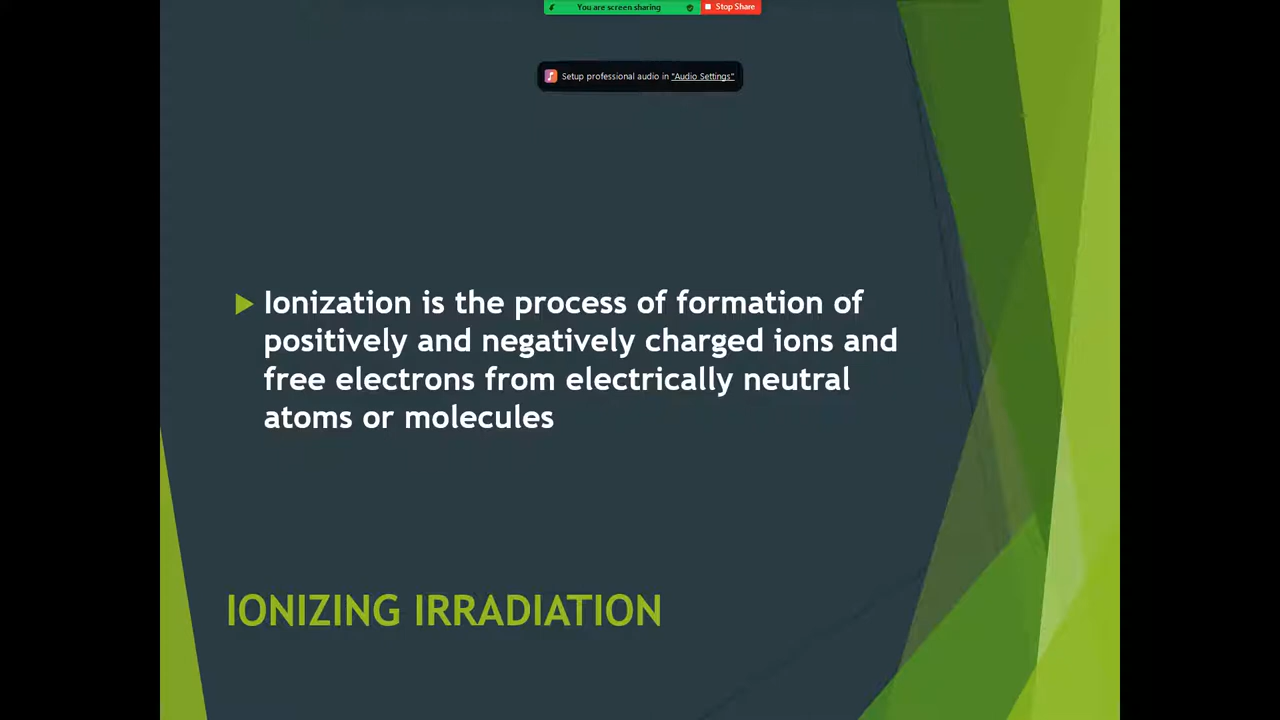 You are screen sharing
Stop Share
Setup professional audio in "Audio Settings"
Ionization is the process of formation of
positively and negatively charged ions and
free electrons from electrically neutral
atoms or molecules
IONIZING IRRADIATION